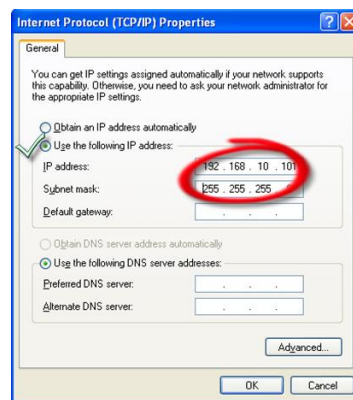 Internet Protocol (TCP/IP) Properties
General
You can get IP settings assigned automatically if your network supports
this capability. Otherwise, you need to ask your network administrator for
the appropriate IP settings.
Obtain an IP address automatically
Use the following IP address:
IP address: 192 . 168 . 10 . 101
Subnet mask: 255 . 255 . 255 .
Default gateway: . . .
Obtain DNS server address automatically
Use the following DNS server addresses:
Preferred DNS server: . . .
Alternate DNS server: . . .
Advanced...
OK Cancel